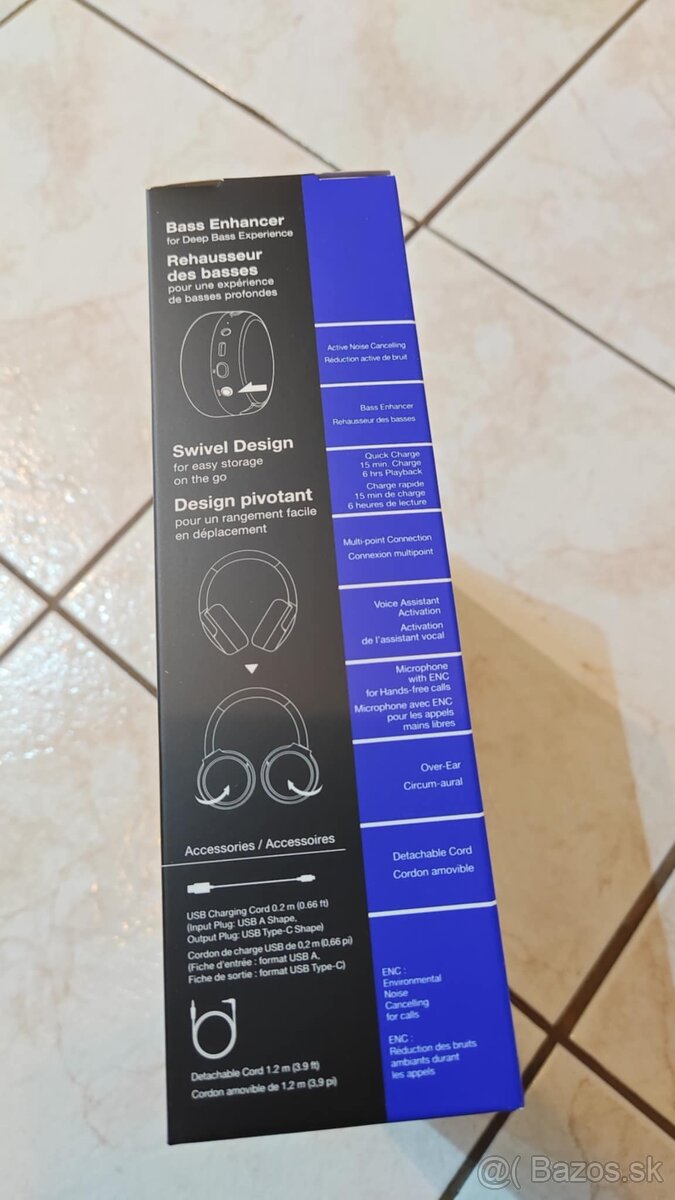 Bass Enhancer
for Deep Bass Experience
Rehausseur
des basses
pour une expérience
de basses profondes
Swivel Design
for easy storage
on the go
Design pivotant
pour un rangement facile
en déplacement
Accessories / Accessoires
USB Charging Cord 0.2 m (0.66 ft)
(Input Plug: USB A Shape,
Output Plug: USB Type-C Shape)
Cordon de charge USB de 0,2 m (0,66 pi)
(Fiche d'entrée : format USB A,
Fiche de sortie : format USB Type-C)
Detachable Cord 1.2 m (3.9 ft)
Cordon amovible de 1,2 m (3,9 pi)
Active Noise Cancelling
Réduction active de bruit
Bass Enhancer
Rehausseur des basses
Quick Charge
15 min. Charge
6 hrs Playback
Charge rapide
15 min de charge
6 heures de lecture
Multi-point Connection
Connexion multipoint
Voice Assistant
Activation
Activation
de l'assistant vocal
Microphone
with ENC
for Hands-free calls
Microphone avec ENC
pour les appels
mains libres
Over-Ear
Circum-aural
Detachable Cord
Cordon amovible
ENC :
Environmental
Noise
Cancelling
for calls
ENC :
Réduction des bruits
ambiants durant
les appels
@( Bazos.sk